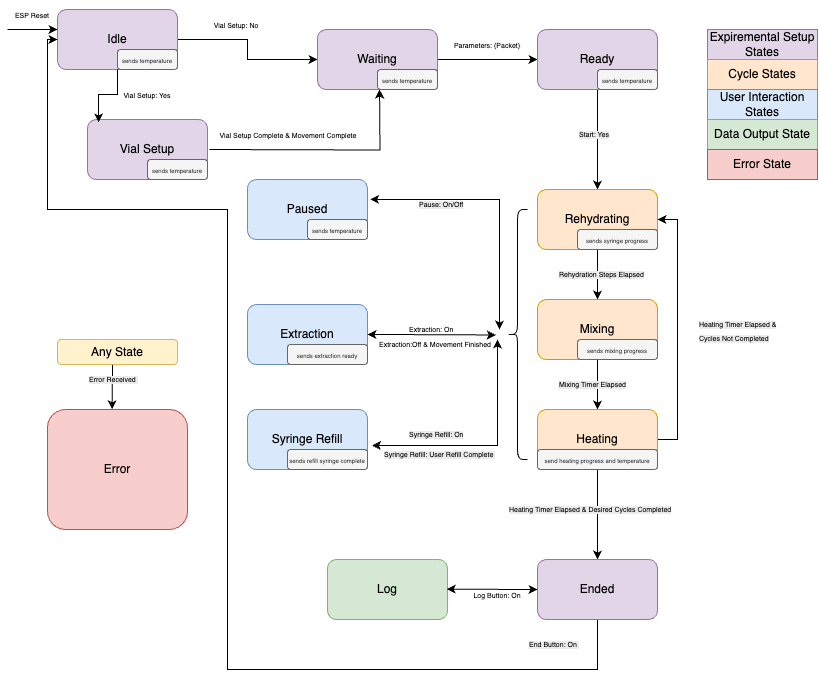 ESP Reset
Idle
sends temperature
Vial Setup: No
Waiting
sends temperature
Parameters: {Packet}
Ready
sends temperature
Expiremental Setup
States
Cycle States
User Interaction
States
Data Output State
Error State
Vial Setup: Yes
Vial Setup
sends temperature
Vial Setup Complete & Movement Complete
Start: Yes
Paused
sends temperature
Pause: On/Off
Rehydrating
sends syringe progress
Rehydration Steps Elapsed
Extraction
sends extraction ready
Extraction: On
Extraction:Off & Movement Finished
Mixing
sends mixing progress
Heating Timer Elapsed &
Cycles Not Completed
Any State
Error Received
Mixing Timer Elapsed
Error
Syringe Refill
sends refill syringe complete
Syringe Refill: On
Syringe Refill: User Refill Complete
Heating
send heating progress and temperature
Heating Timer Elapsed & Desired Cycles Completed
Log
Log Button: On
Ended
End Button: On